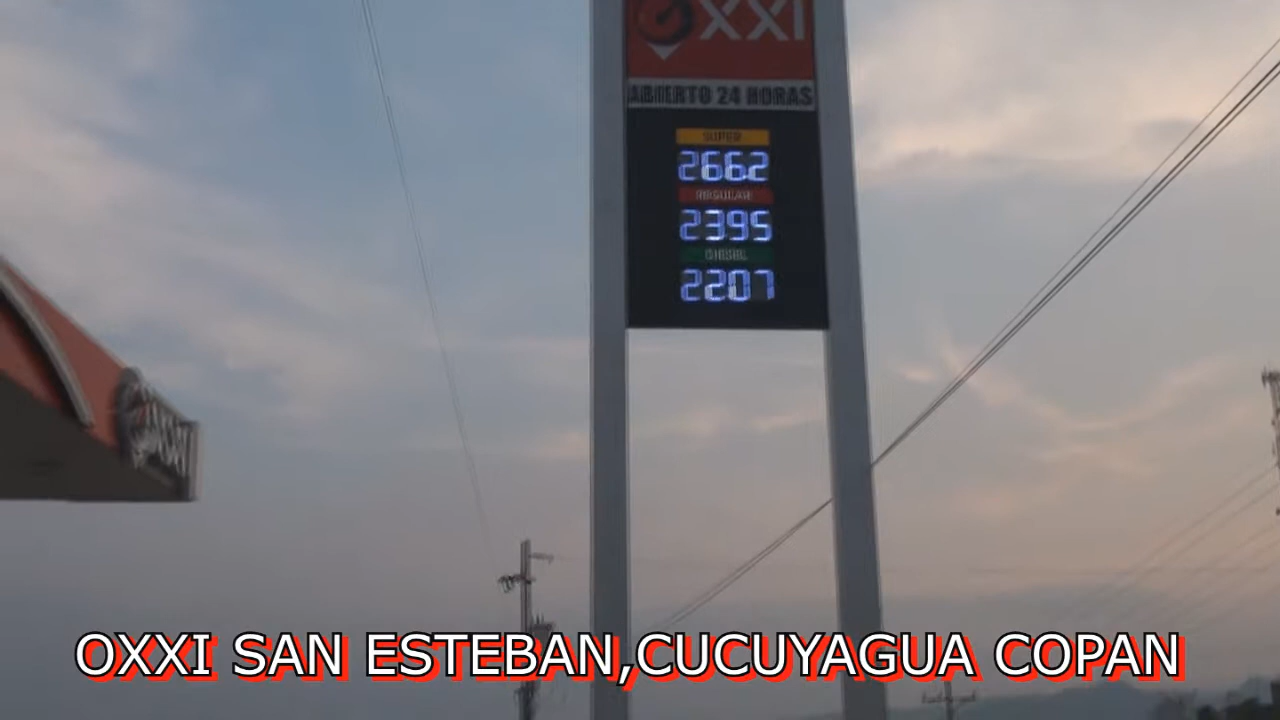 OXXI
ABIERTO 24 HORAS
SUPER
2662
REGULAR
2395
DIESEL
2207
OXXI SAN ESTEBAN,CUCUYAGUA COPAN